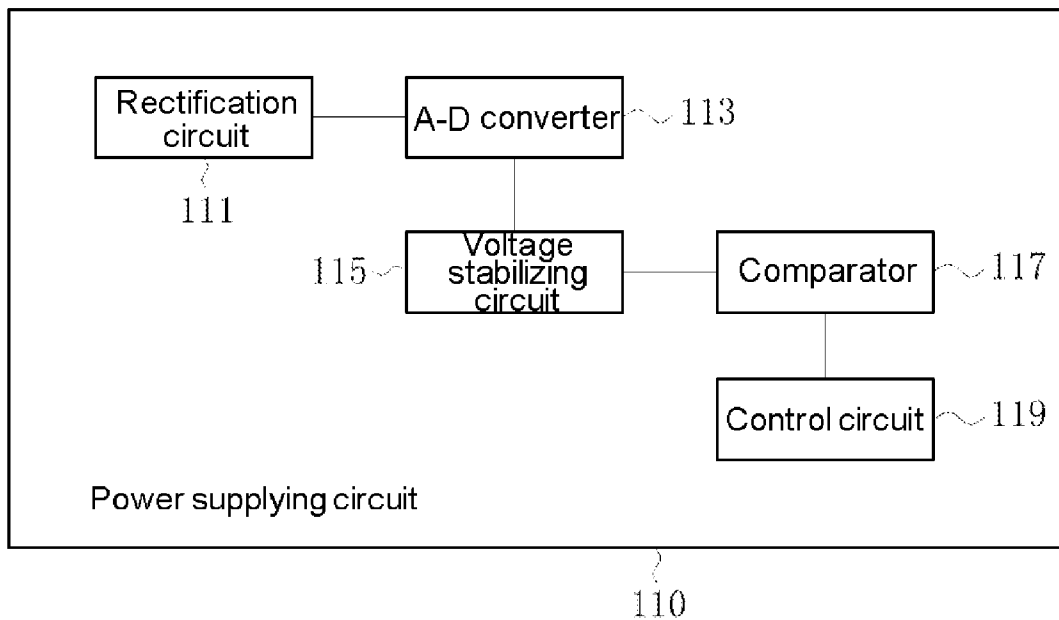 Rectification
circuit
111
A-D converter
113
115
Voltage
stabilizing
circuit
Comparator
117
Control circuit
119
Power supplying circuit
110